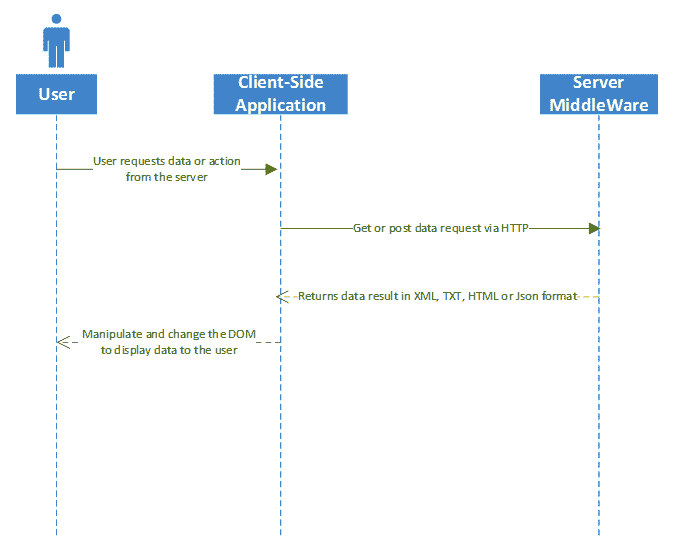 User
Client-Side
Application
Server
MiddleWare
User requests data or action
from the server
Get or post data request via HTTP
Returns data result in XML, TXT, HTML or Json format
Manipulate and change the DOM
to display data to the user